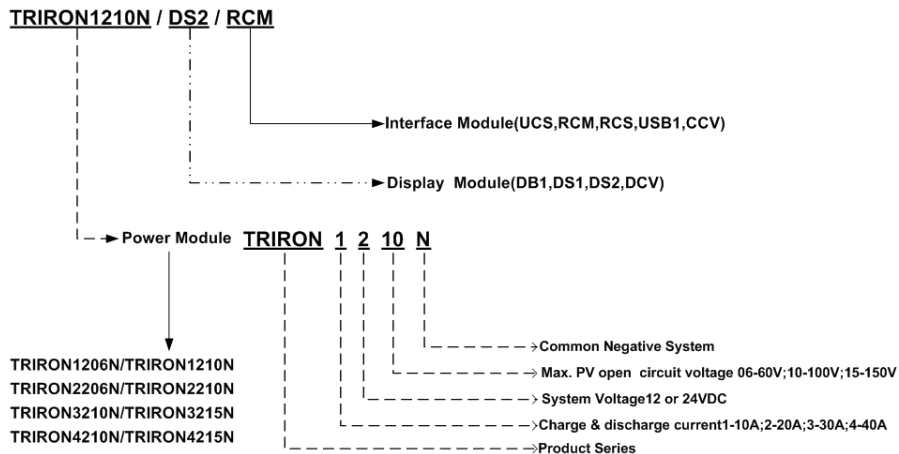 TRIRON1210N / DS2 / RCM
Interface Module(UCS,RCM,RCS,USB1,CCV)
Display Module(DB1,DS1,DS2,DCV)
Power Module TRIRON 1 2 10 N
Common Negative System
TRIRON1206N/TRIRON1210N
Max. PV open circuit voltage 06-60V;10-100V;15-150V
TRIRON2206N/TRIRON2210N
System Voltage12 or 24VDC
TRIRON3210N/TRIRON3215N
Charge & discharge current1-10A;2-20A;3-30A;4-40A
TRIRON4210N/TRIRON4215N
Product Series